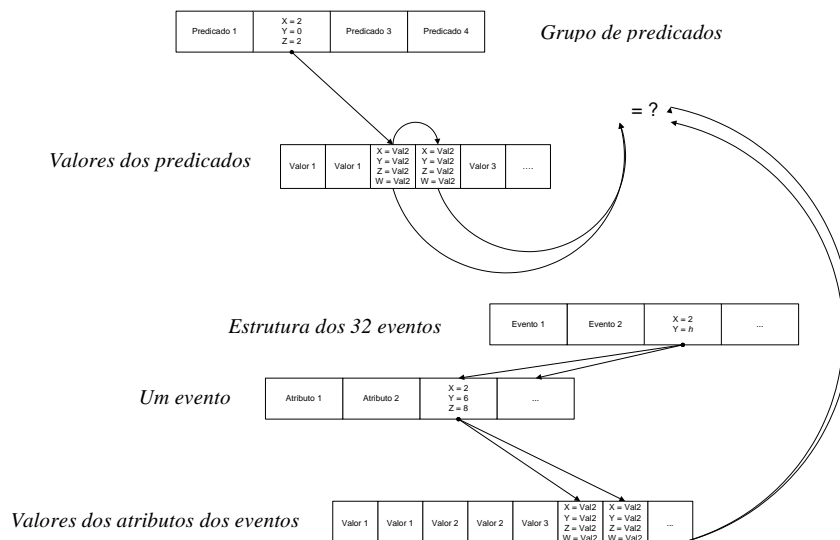 Grupo de predicados
Predicado 1
X = 2
Y = 0
Z = 2
Predicado 3
Predicado 4
= ?
Valores dos predicados
Valor 1
Valor 1
X = Val2
Y = Val2
Z = Val2
W = Val2
X = Val2
Y = Val2
Z = Val2
W = Val2
Valor 3
....
Estrutura dos 32 eventos
Evento 1
Evento 2
X = 2
Y = h
...
Um evento
Atributo 1
Atributo 2
X = 2
Y = 6
Z = 8
...
Valores dos atributos dos eventos
Valor 1
Valor 1
Valor 2
Valor 2
Valor 3
X = Val2
Y = Val2
Z = Val2
W = Val2
X = Val2
Y = Val2
Z = Val2
W = Val2
...